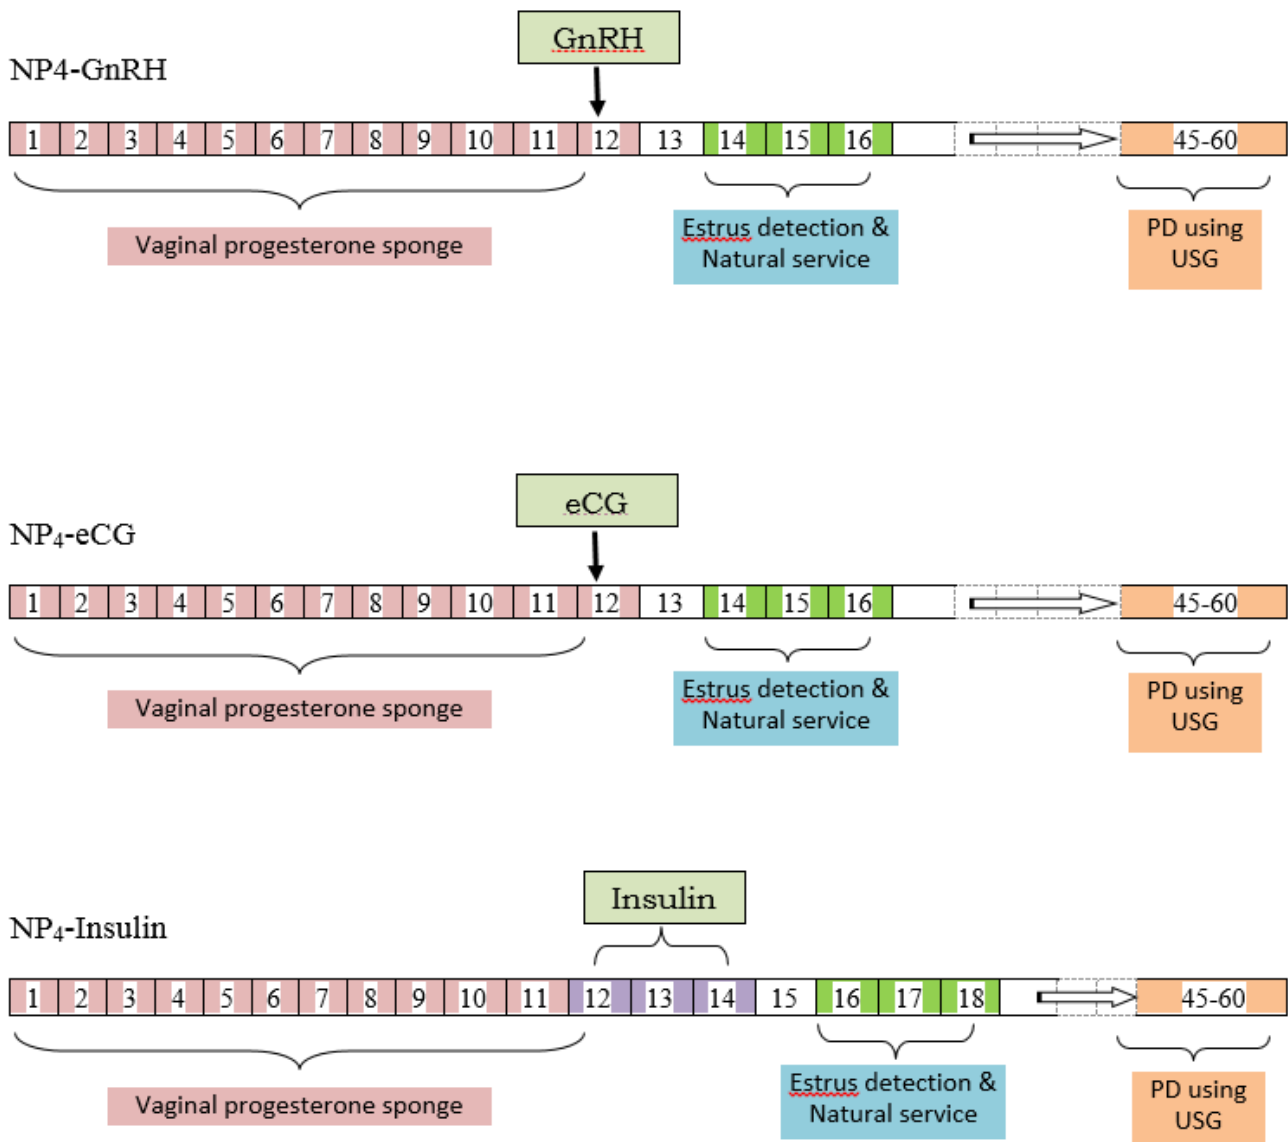 GnRH
NP4-GnRH
1 2 3 4 5 6 7 8 9 10 11 12 13 14 15 16 45-60
Vaginal progesterone sponge
Estrus detection &
Natural service
PD using
USG
eCG
NP₄-eCG
1 2 3 4 5 6 7 8 9 10 11 12 13 14 15 16 45-60
Vaginal progesterone sponge
Estrus detection &
Natural service
PD using
USG
Insulin
NP₄-Insulin
1 2 3 4 5 6 7 8 9 10 11 12 13 14 15 16 17 18 45-60
Vaginal progesterone sponge
Estrus detection &
Natural service
PD using
USG